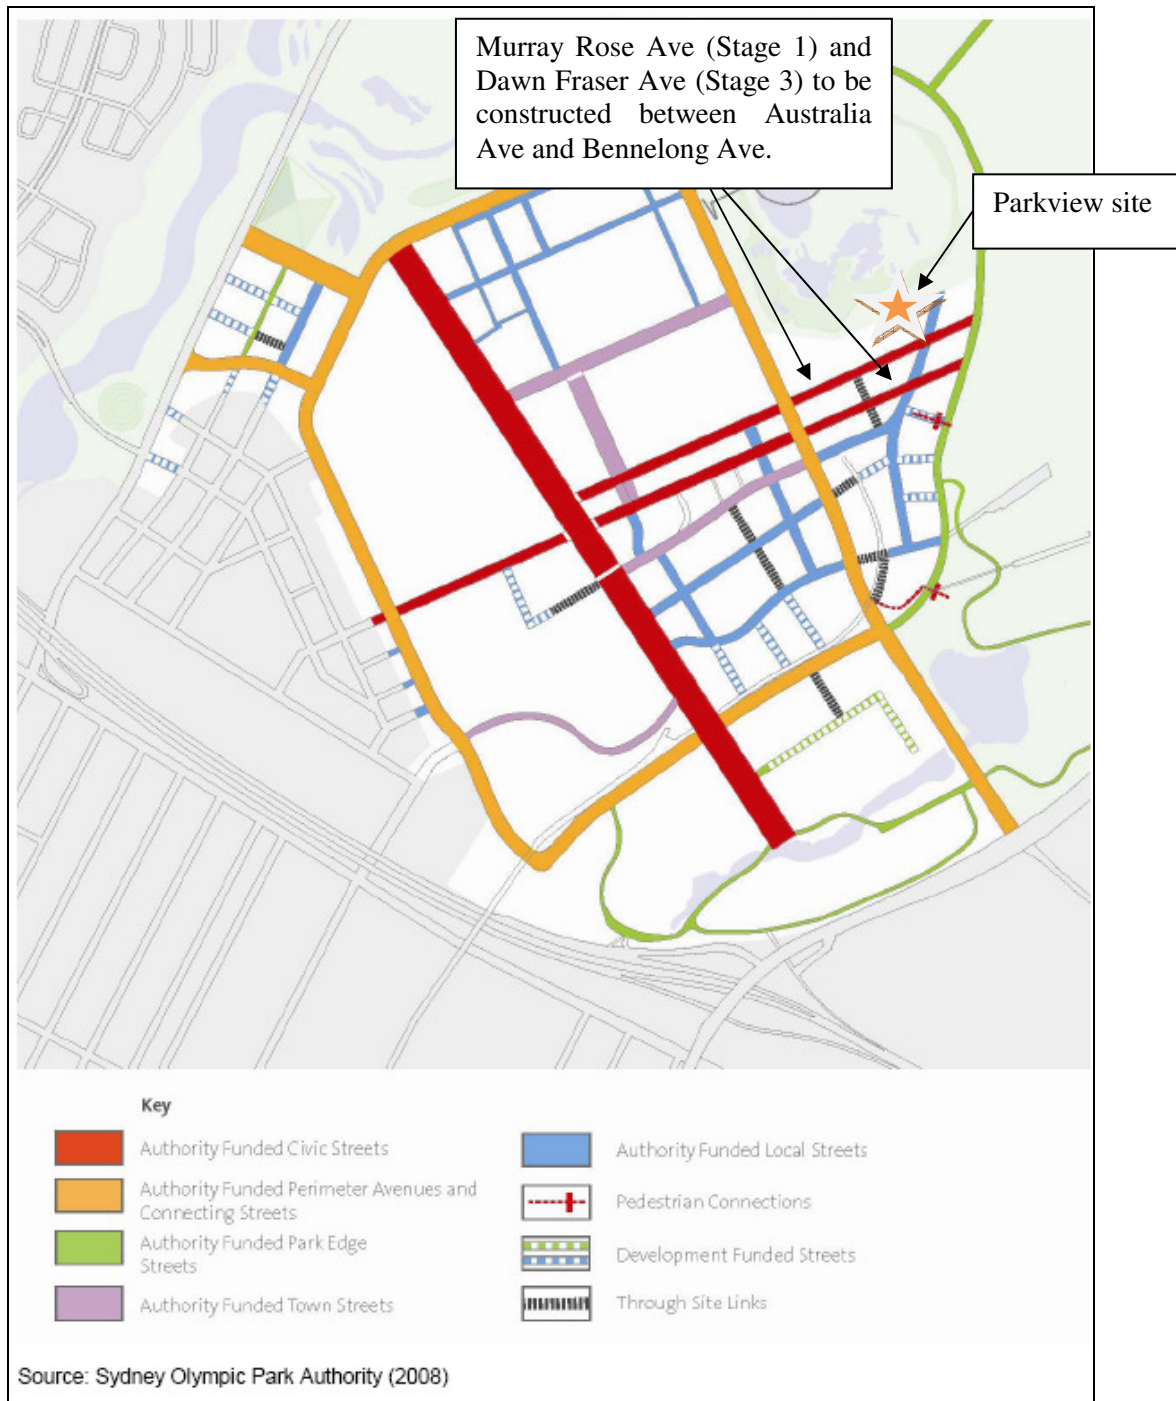 Murray Rose Ave (Stage 1) and
Dawn Fraser Ave (Stage 3) to be
constructed between Australia
Ave and Bennelong Ave.
Parkview site
Key
Authority Funded Civic Streets
Authority Funded Perimeter Avenues and
Connecting Streets
Authority Funded Park Edge
Streets
Authority Funded Town Streets
Authority Funded Local Streets
Pedestrian Connections
Development Funded Streets
Through Site Links
Source: Sydney Olympic Park Authority (2008)